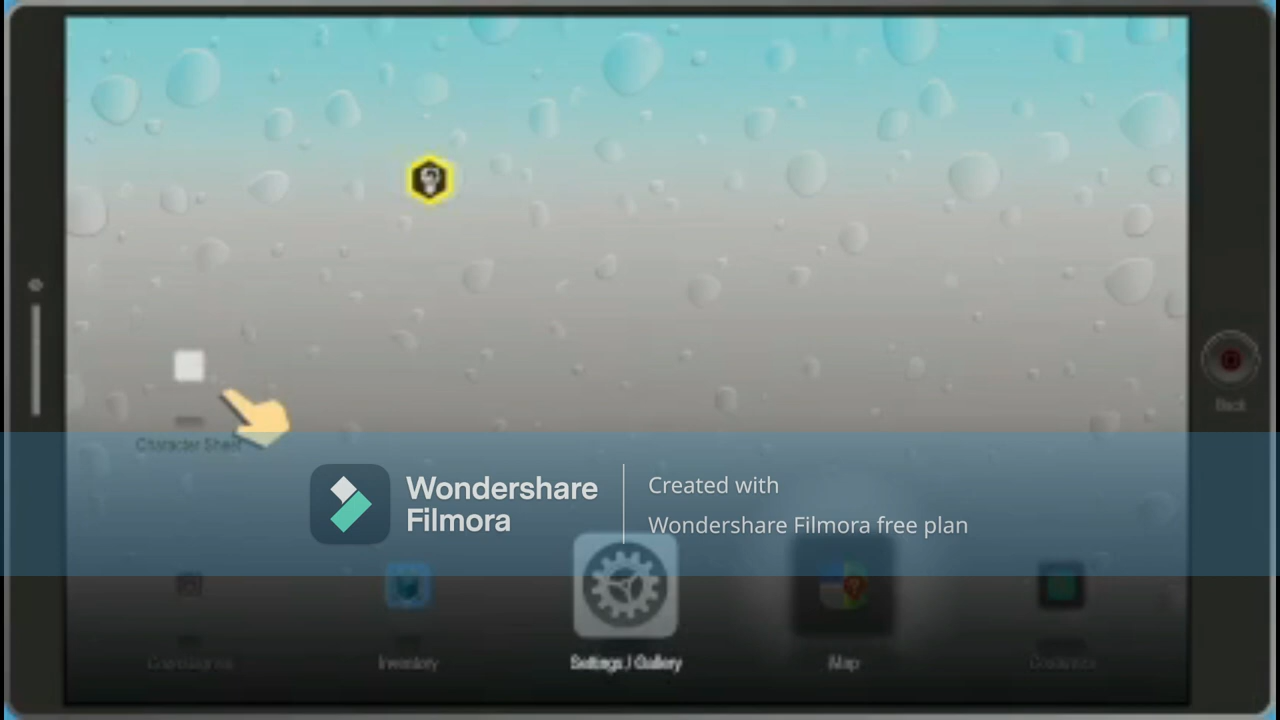 Back
Character Sheet
Wondershare
Filmora
Created with
Wondershare Filmora free plan
Inventory
Settings / Gallery
Map